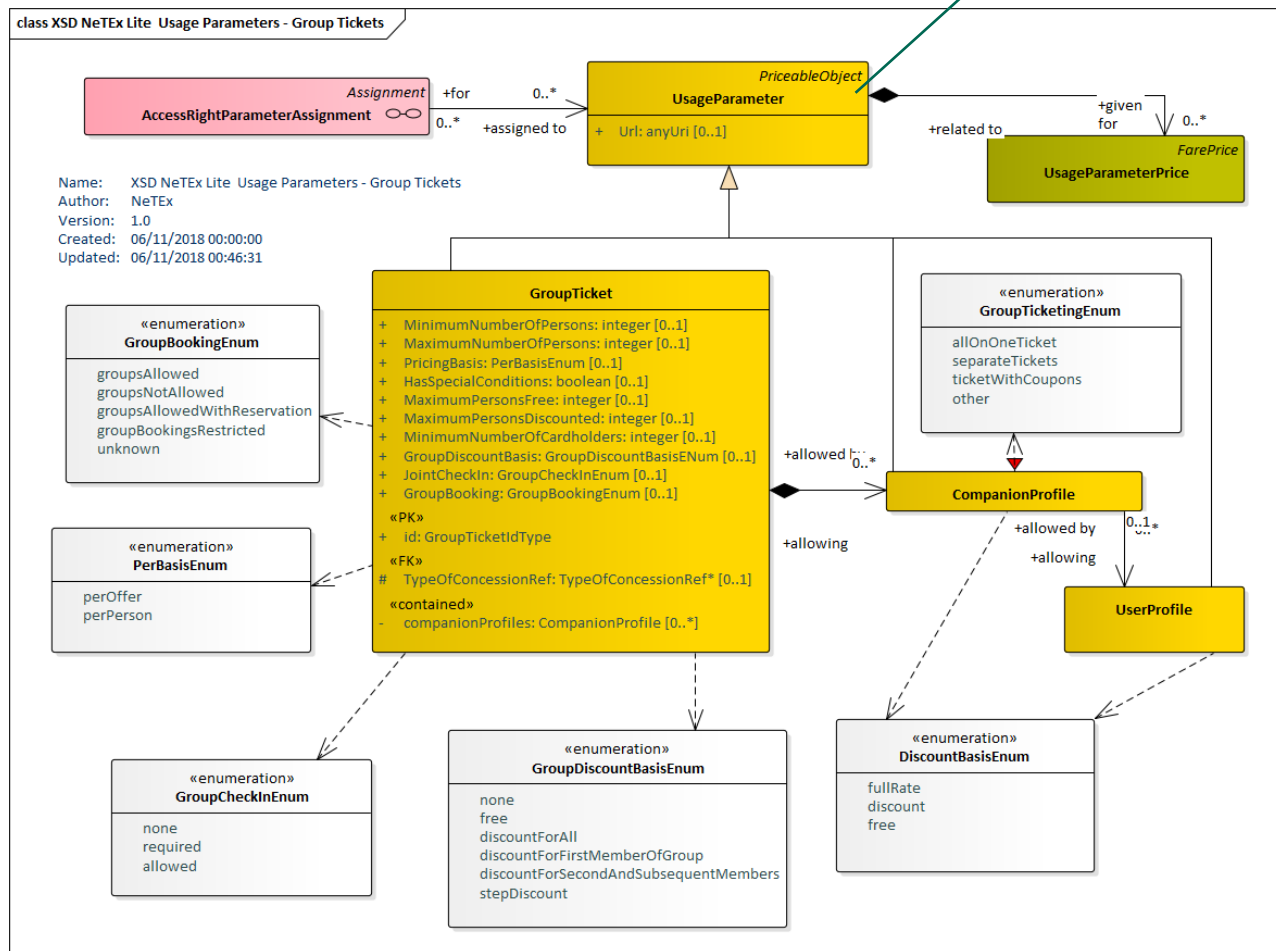 class XSD NeTEx Lite  Usage Parameters - Group Tickets
Assignment
AccessRightParameterAssignment
+for
0..*
0..*
+assigned to
PriceableObject
UsageParameter
+ Url: anyUri [0..1]
+related to
+given
for
0..*
FarePrice
UsageParameterPrice
Name: XSD NeTEx Lite  Usage Parameters - Group Tickets
Author: NeTEx
Version: 1.0
Created: 06/11/2018 00:00:00
Updated: 06/11/2018 00:46:31
GroupTicket
+ MinimumNumberOfPersons: integer [0..1]
+ MaximumNumberOfPersons: integer [0..1]
+ PricingBasis: PerBasisEnum [0..1]
+ HasSpecialConditions: boolean [0..1]
+ MaximumPersonsFree: integer [0..1]
+ MaximumPersonsDiscounted: integer [0..1]
+ MinimumNumberOfCardholders: integer [0..1]
+ GroupDiscountBasis: GroupDiscountBasisENum [0..1]
+ JointCheckIn: GroupCheckInEnum [0..1]
+ GroupBooking: GroupBookingEnum [0..1]
«PK»
+ id: GroupTicketIdType
«FK»
# TypeOfConcessionRef: TypeOfConcessionRef* [0..1]
«contained»
- companionProfiles: CompanionProfile [0..*]
«enumeration»
GroupBookingEnum
groupsAllowed
groupsNotAllowed
groupsAllowedWithReservation
groupBookingsRestricted
unknown
«enumeration»
GroupTicketingEnum
allOnOneTicket
separateTickets
ticketWithCoupons
other
+allowed
0..*
+allowing
CompanionProfile
+allowed by
0..1
+allowing
UserProfile
«enumeration»
PerBasisEnum
perOffer
perPerson
«enumeration»
GroupCheckInEnum
none
required
allowed
«enumeration»
GroupDiscountBasisEnum
none
free
discountForAll
discountForFirstMemberOfGroup
discountForSecondAndSubsequentMembers
stepDiscount
«enumeration»
DiscountBasisEnum
fullRate
discount
free